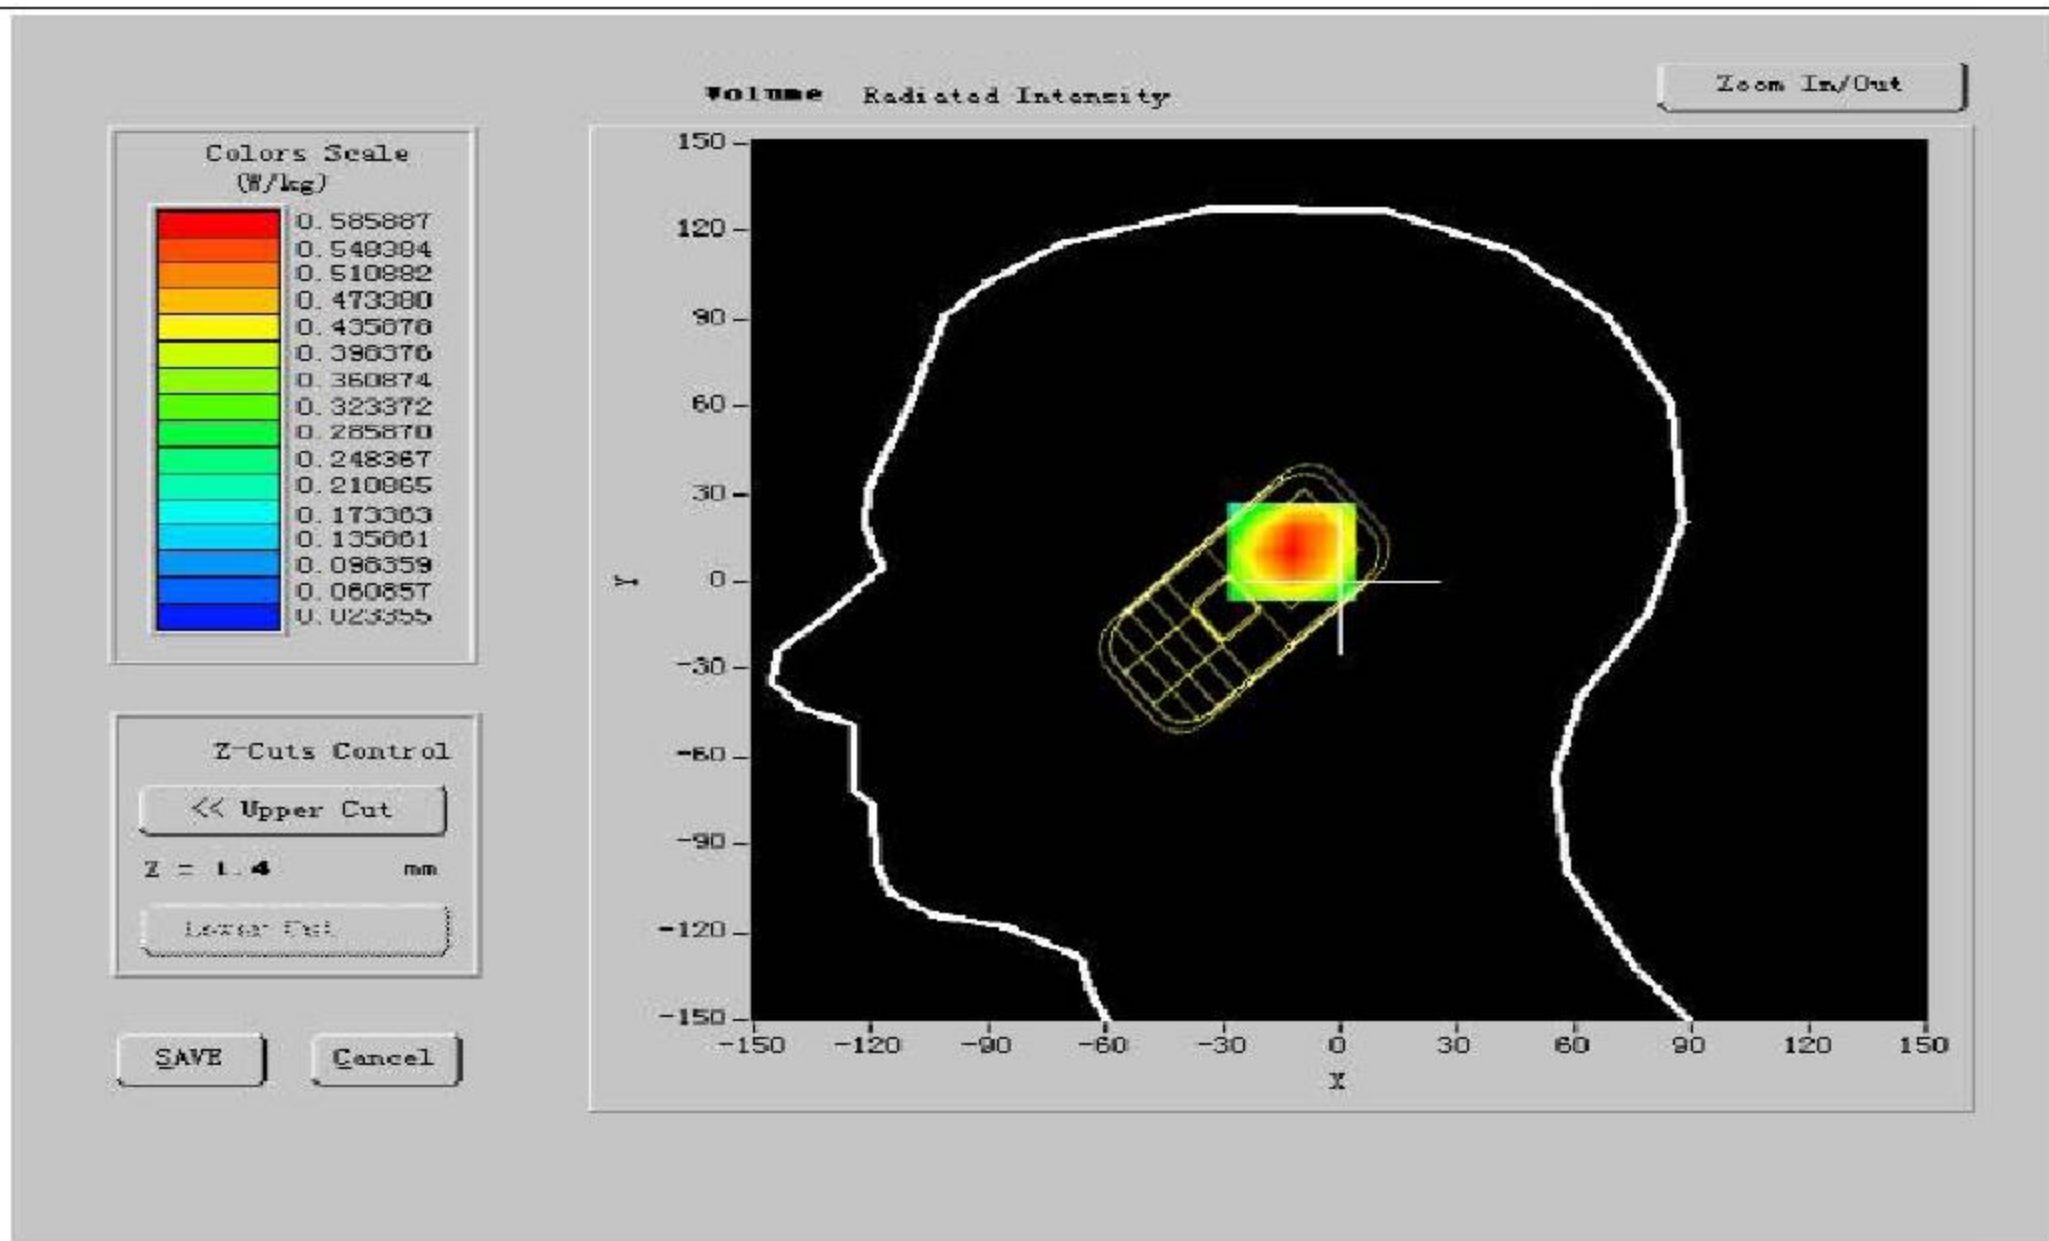 Volume Radiated Intensity
Zoom In/Out
Colors Scale
(W/kg)
0.585887
0.548384
0.510882
0.473380
0.435878
0.398376
0.360874
0.323372
0.285870
0.248367
0.210865
0.173363
0.135861
0.098359
0.060857
0.023355
Z-Cuts Control
<< Upper Cut
Z = 1.4 mm
Lower Cut
SAVE
Cancel
150
120
90
60
30
0
-30
-60
-90
-120
-150
Y
-150 -120 -90 -60 -30 0 30 60 90 120 150
X